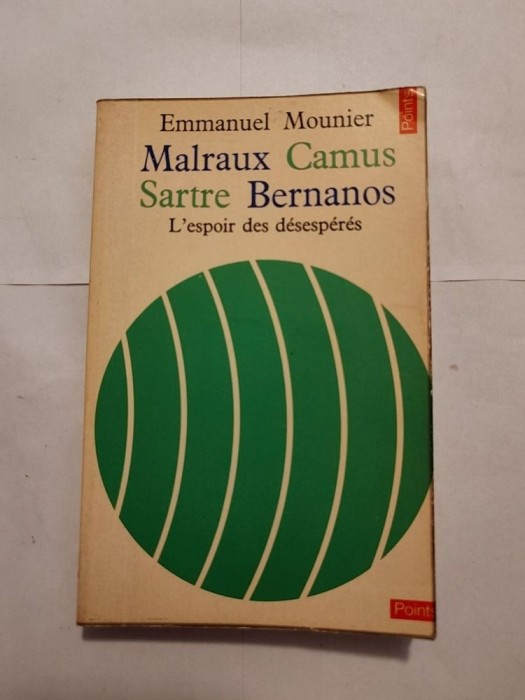 Points
Emmanuel Mounier
Malraux Camus
Sartre Bernanos
L'espoir des désespérés
Points